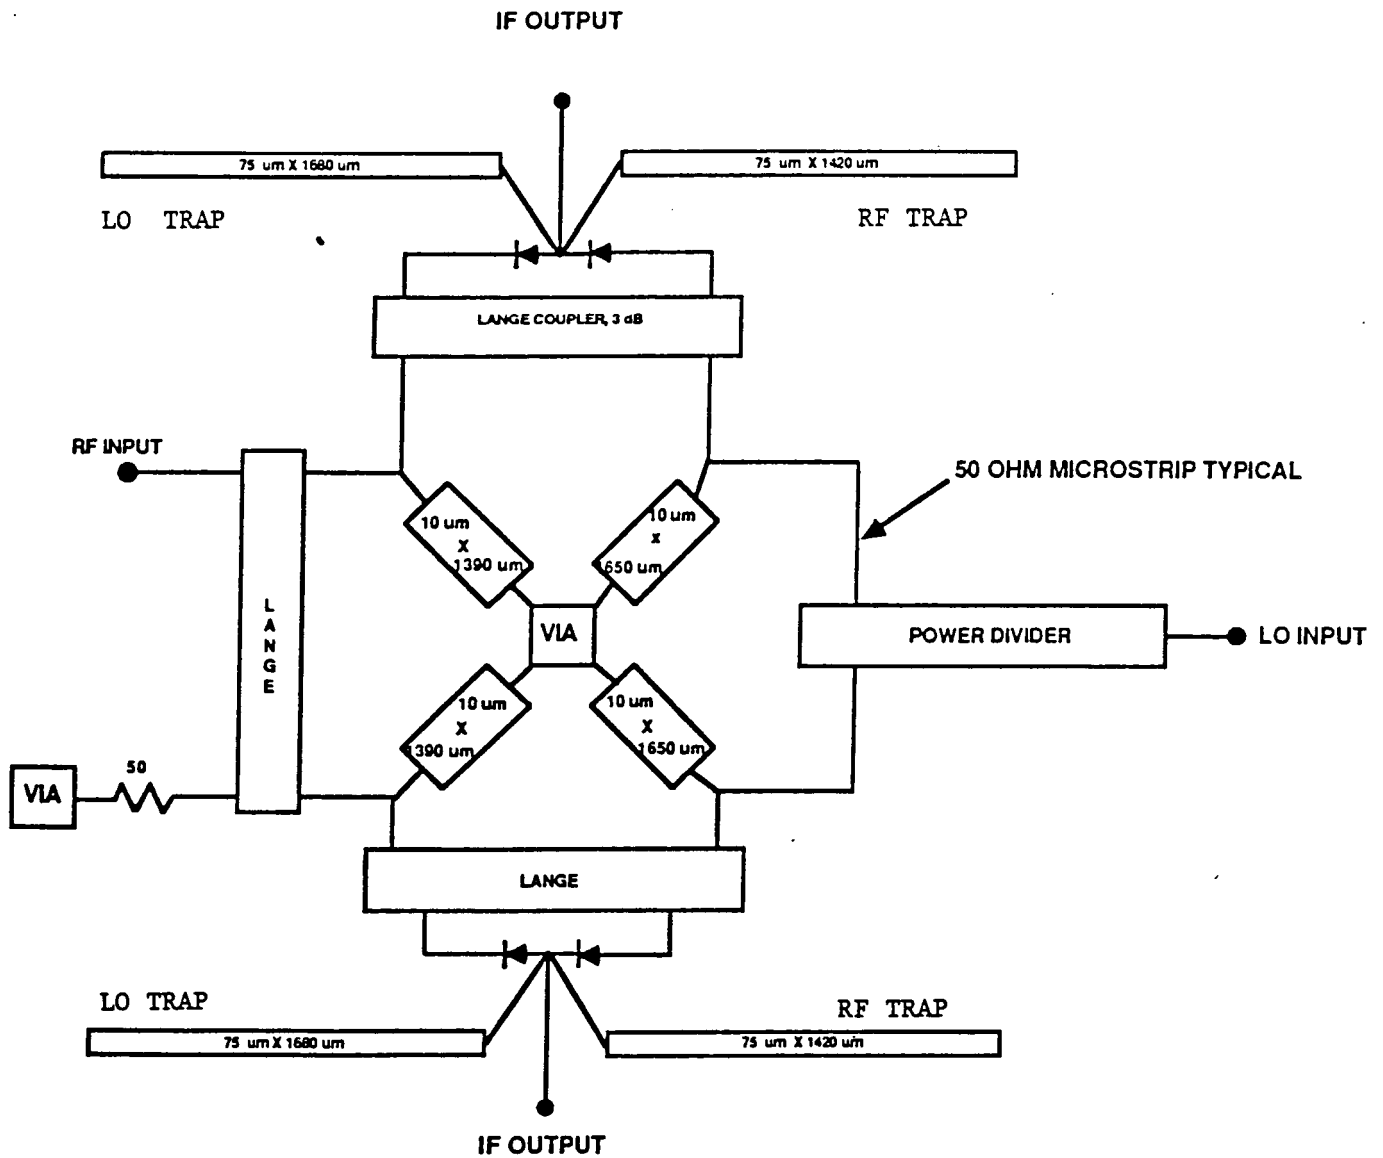 IF OUTPUT
75 um X 1680 um
75 um X 1420 um
LO TRAP
RF TRAP
LANGE COUPLER, 3 dB
RF INPUT
50 OHM MICROSTRIP TYPICAL
10 um
X
1390 um
10 um
x
1650 um
L
A
N
G
E
VIA
POWER DIVIDER
LO INPUT
10 um
X
1390 um
10 um
X
1650 um
50
VIA
LANGE
LO TRAP
RF TRAP
75 um X 1680 um
75 um X 1420 um
IF OUTPUT